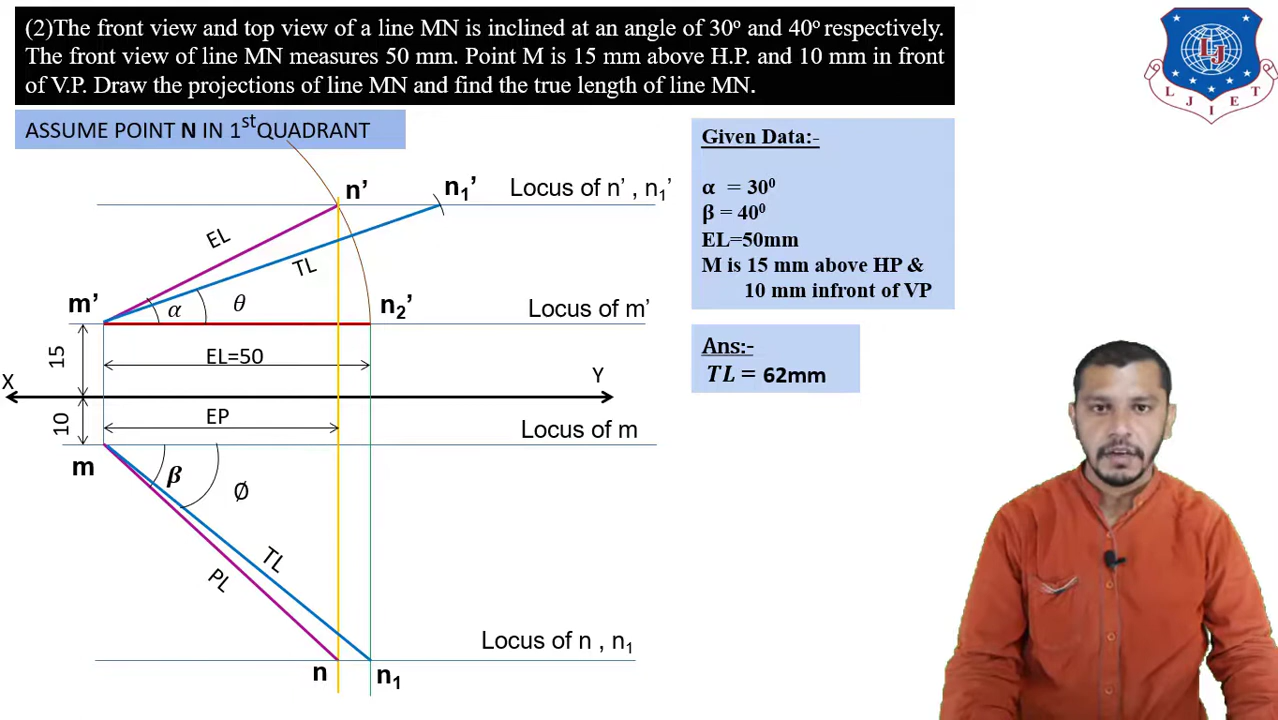 (2)The front view and top view of a line MN is inclined at an angle of 30º and 40º respectively.
The front view of line MN measures 50 mm. Point M is 15 mm above H.P. and 10 mm in front
of V.P. Draw the projections of line MN and find the true length of line MN.
L J I E T
LJ
ASSUME POINT N IN 1st QUADRANT
Given Data:-
α = 30⁰
β = 40⁰
EL=50mm
M is 15 mm above HP &
10 mm infront of VP
Ans:-
TL = 62mm
n’
n₁’
Locus of n’ , n₁’
EL
TL
m’
α
θ
n₂’
Locus of m’
15
EL=50
X
Y
10
EP
Locus of m
m
β
Ø
TL
PL
Locus of n , n₁
n
n₁